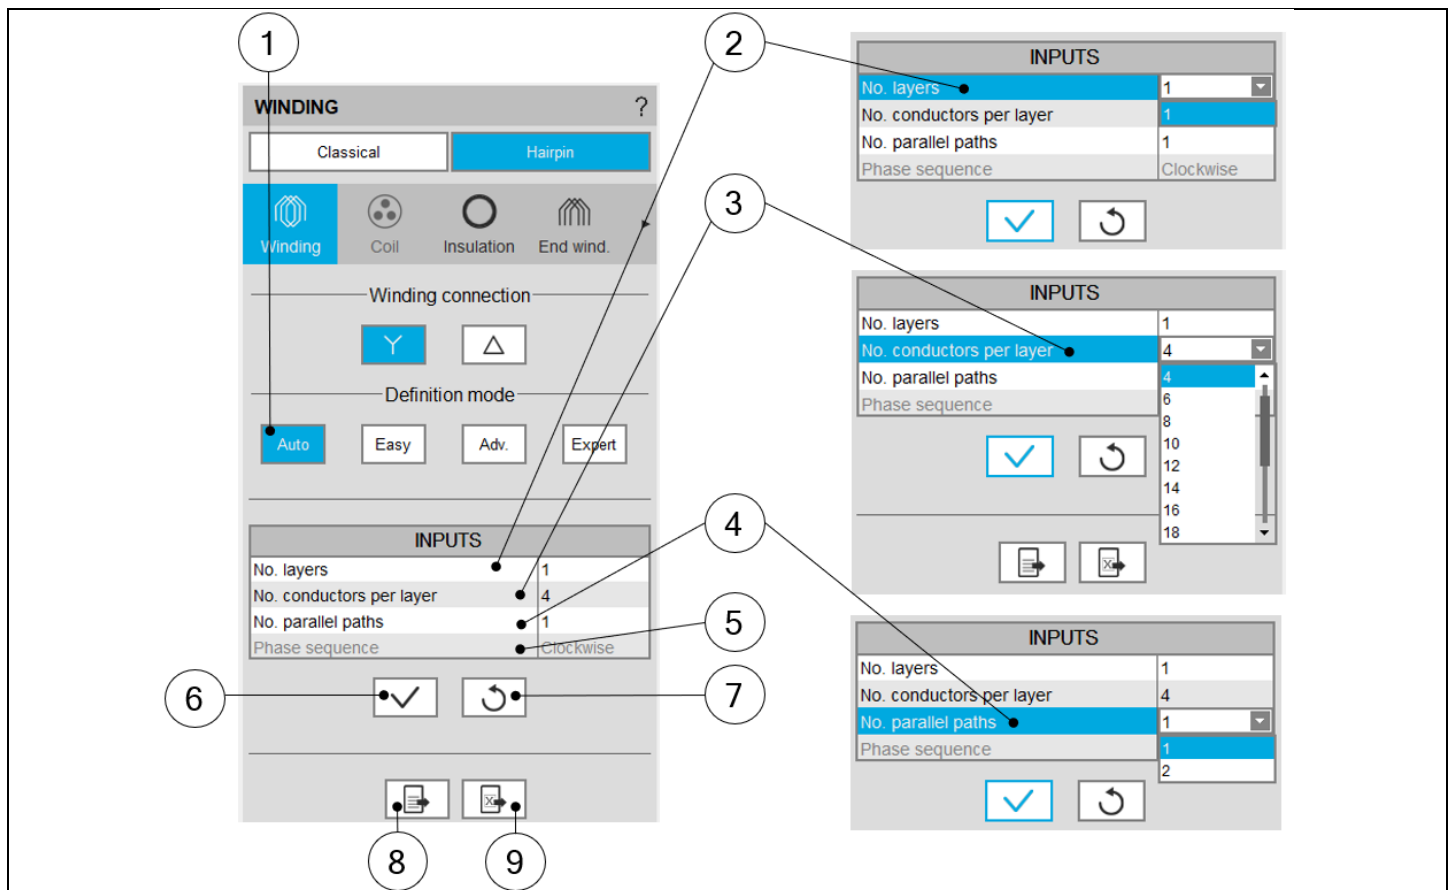 1
2
3
4
5
6
7
8
9
WINDING ?
Classical Hairpin
Winding Coil Insulation End wind.
Winding connection
Definition mode
Auto Easy Adv. Expert
INPUTS
No. layers 1
No. conductors per layer 4
No. parallel paths 1
Phase sequence Clockwise
INPUTS
No. layers 1
1
No. conductors per layer
No. parallel paths 1
Phase sequence Clockwise
INPUTS
No. layers 1
No. conductors per layer 4
No. parallel paths
Phase sequence
4
6
8
10
12
14
16
18
INPUTS
No. layers 1
No. conductors per layer 4
No. parallel paths 1
Phase sequence
1
2